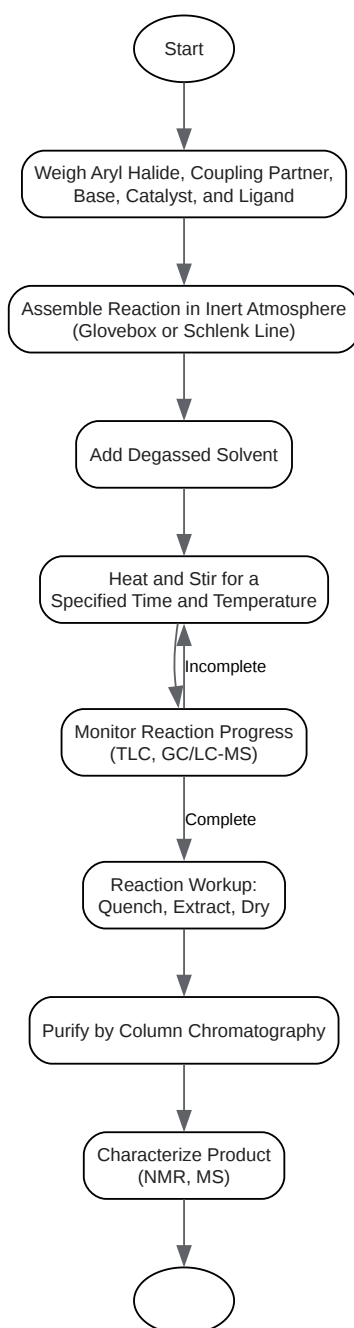 Start
Weigh Aryl Halide, Coupling Partner,
Base, Catalyst, and Ligand
Assemble Reaction in Inert Atmosphere
(Glovebox or Schlenk Line)
Add Degassed Solvent
Heat and Stir for a
Specified Time and Temperature
Incomplete
Monitor Reaction Progress
(TLC, GC/LC-MS)
Complete
Reaction Workup:
Quench, Extract, Dry
Purify by Column Chromatography
Characterize Product
(NMR, MS)